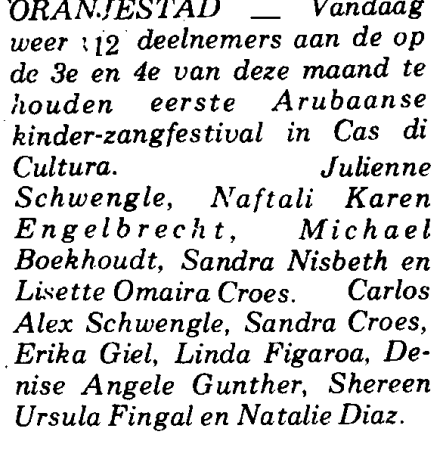 ORANJESTAD — Vandaag
weer 12 deelnemers aan de op
de 3e en 4e van deze maand te
houden eerste Arubaanse
kinder-zangfestival in Cas di
Cultura. Julienne
Schwengle, Naftali Karen
Engelbrecht, Michael
Boekhoudt, Sandra Nisbeth en
Lisette Omaira Croes. Carlos
Alex Schwengle, Sandra Croes,
Erika Giel, Linda Figaroa, De-
nise Angele Gunther, Shereen
Ursula Fingal en Natalie Diaz.